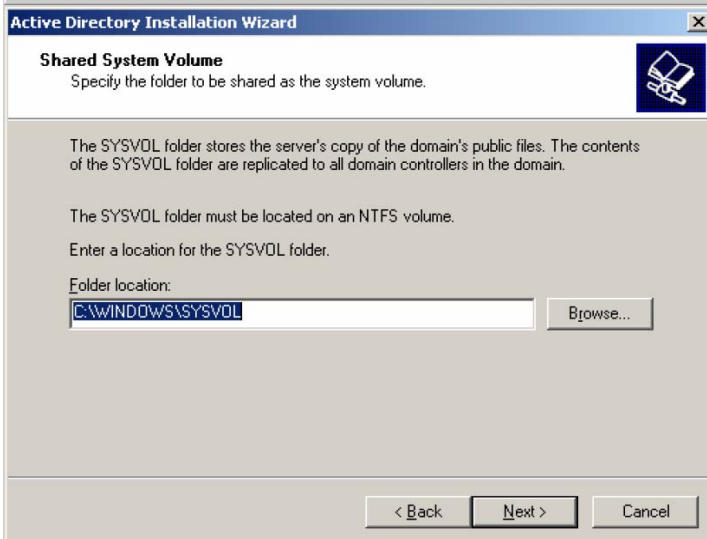 Active Directory Installation Wizard
Shared System Volume
Specify the folder to be shared as the system volume.
The SYSVOL folder stores the server's copy of the domain's public files. The contents
of the SYSVOL folder are replicated to all domain controllers in the domain.
The SYSVOL folder must be located on an NTFS volume.
Enter a location for the SYSVOL folder.
Folder location:
C:\WINDOWS\SYSVOL
Browse...
< Back
Next >
Cancel